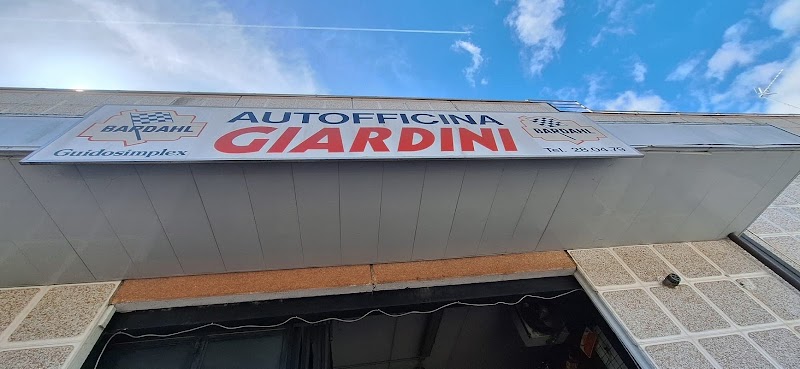 BARDAHL
Guidosimplex
AUTOFFICINA
GIARDINI
BARDAHL
Tel. 28.04.79